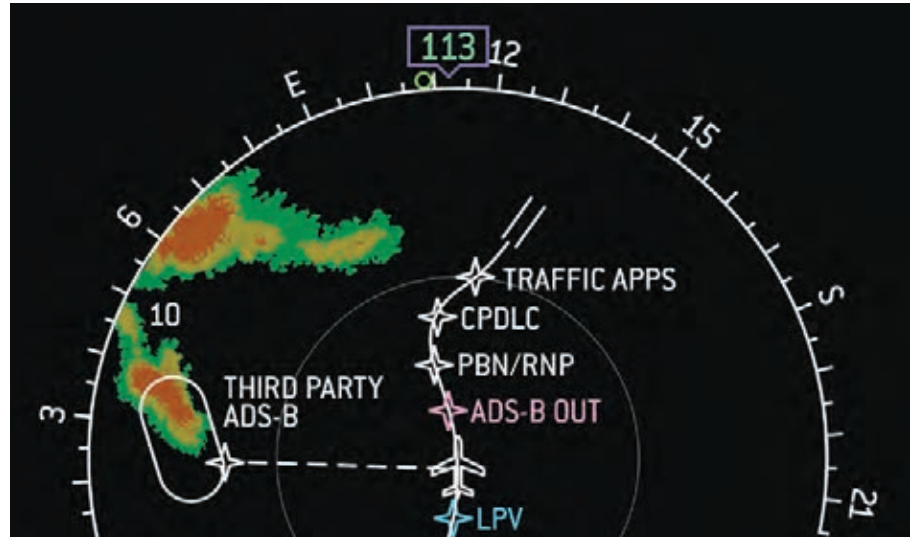 113
12
E
15
6
TRAFFIC APPS
S
10
CPDLC
PBN/RNP
THIRD PARTY
ADS-B
3
ADS-B OUT
21
LPV